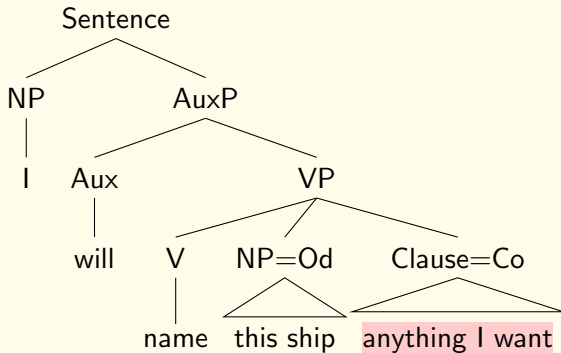 Sentence
NP AuxP
I Aux VP
will V NP=Od Clause=Co
name this ship anything I want